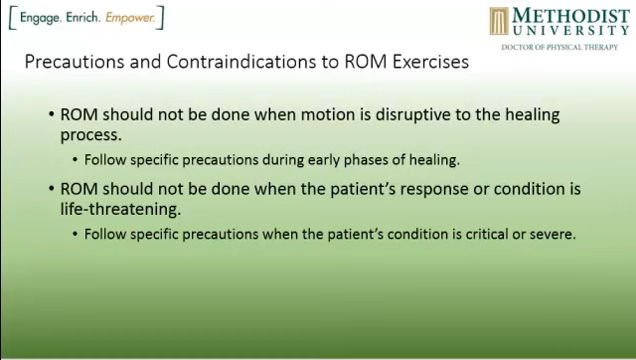 [Engage. Enrich. Empower.]
METHODIST
UNIVERSITY
DOCTOR OF PHYSICAL THERAPY
Precautions and Contraindications to ROM Exercises
• ROM should not be done when motion is disruptive to the healing
process.
• Follow specific precautions during early phases of healing.
• ROM should not be done when the patient's response or condition is
life-threatening.
• Follow specific precautions when the patient's condition is critical or severe.